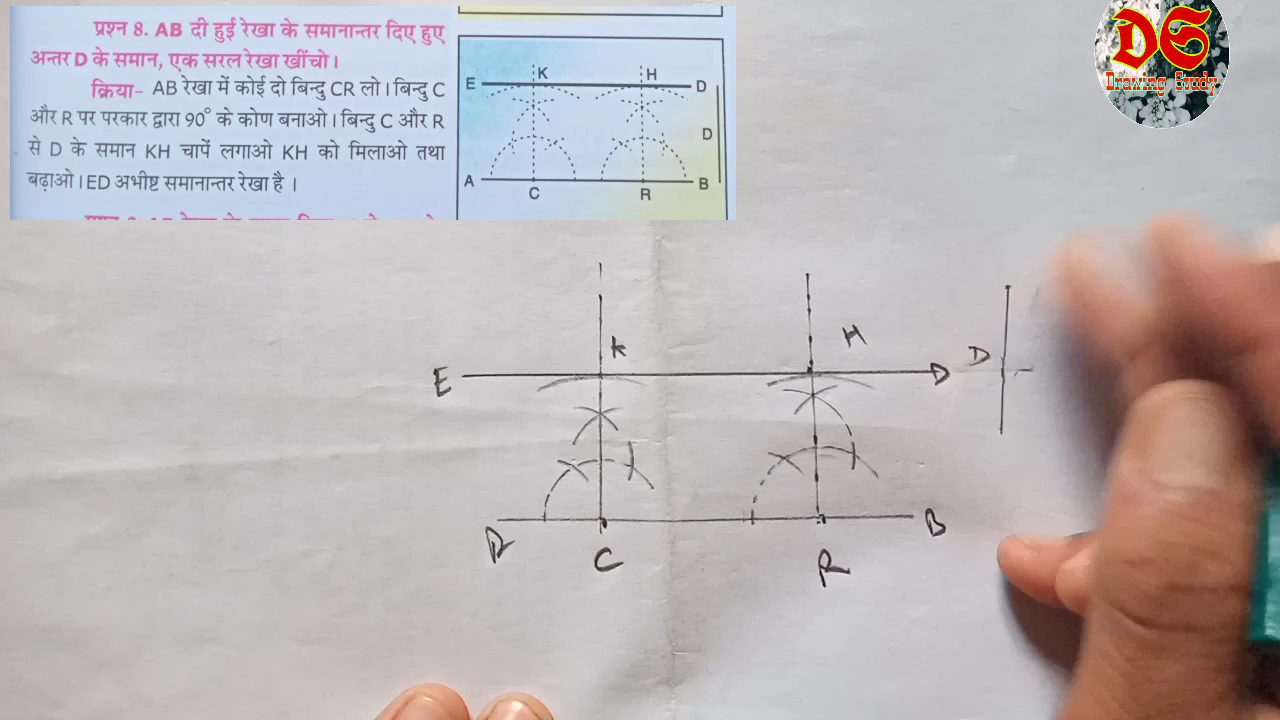 प्रश्न 8. AB दी हुई रेखा के समानान्तर दिए हुए
अन्तर D के समान, एक सरल रेखा खींचो।
क्रिया- AB रेखा में कोई दो बिन्दु CR लो। बिन्दु C
और R पर परकार द्वारा 90° के कोण बनाओ। बिन्दु C और R
से D के समान KH चापें लगाओ KH को मिलाओ तथा
बढ़ाओ। ED अभीष्ट समानान्तर रेखा है।
E K H D
D
A C R B
DS
Drawing Study
K H
E D D
B
C R